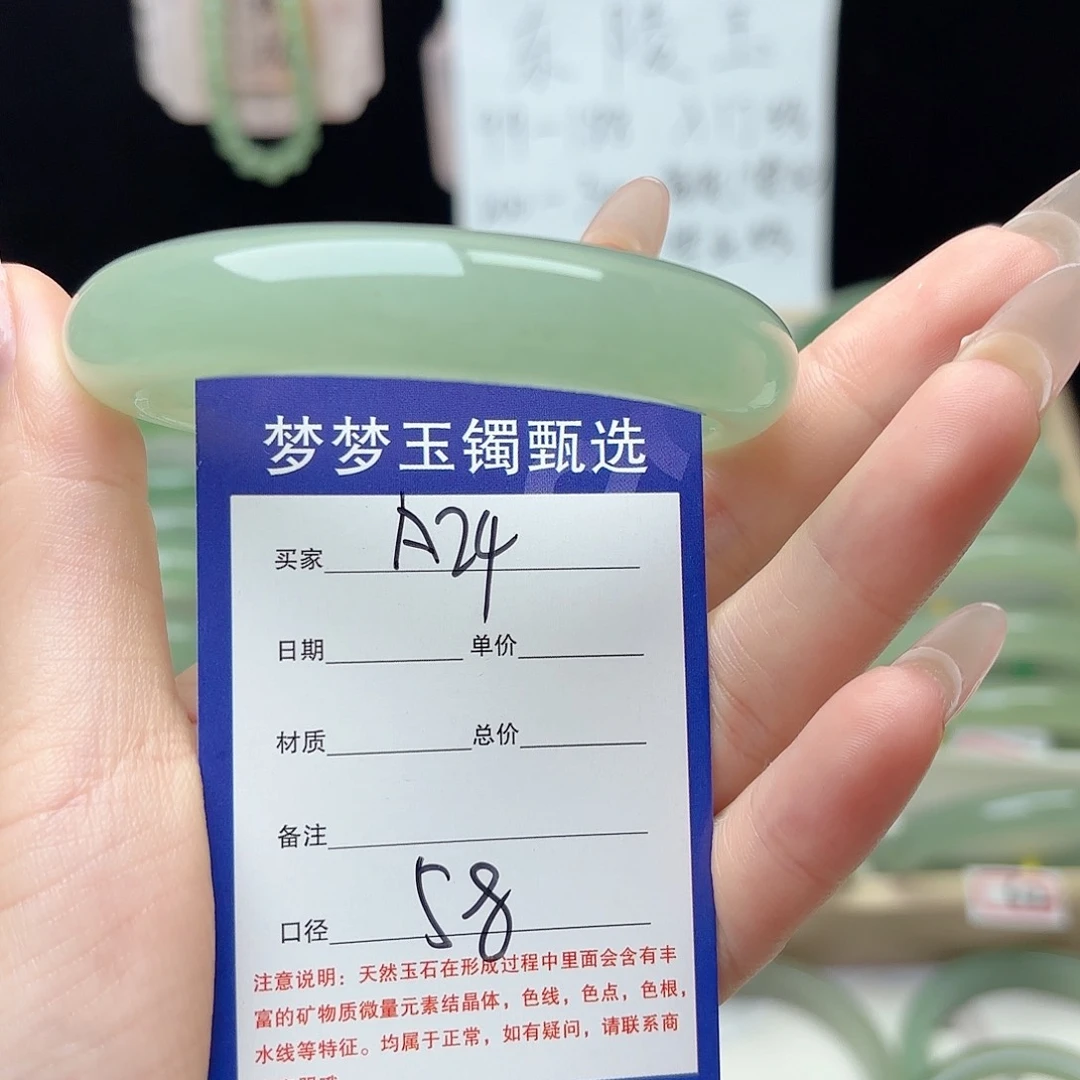 梦梦玉镯甄选
买家 A24
日期 单价
材质 总价
备注
口径 58
注意说明：天然玉石在形成过程中里面会含有丰
富的矿物质微量元素结晶体，色线，色点，色根，
水线等特征。均属于正常，如有疑问，请联系商